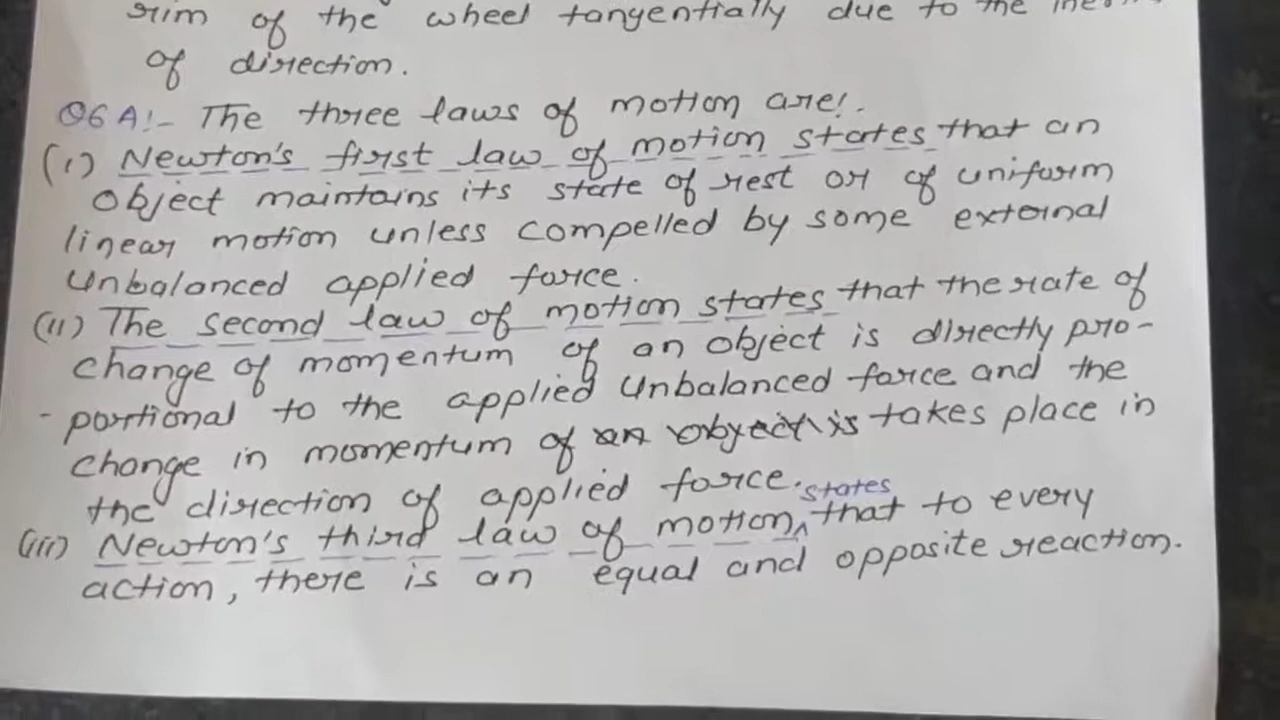 rim of the wheel tangentially due to the
of direction.
Q6 A:- The three laws of motion are:-
(i) Newton's first law of motion states that an
object maintains its state of rest or of uniform
linear motion unless compelled by some external
unbalanced applied force.
(ii) The second law of motion states that the rate of
change of momentum of an object is directly pro-
-portional to the applied unbalanced force and the
change in momentum of an object is takes place in
the direction of applied force.
(iii) Newton's third law of motion states that to every
action, there is an equal and opposite reaction.